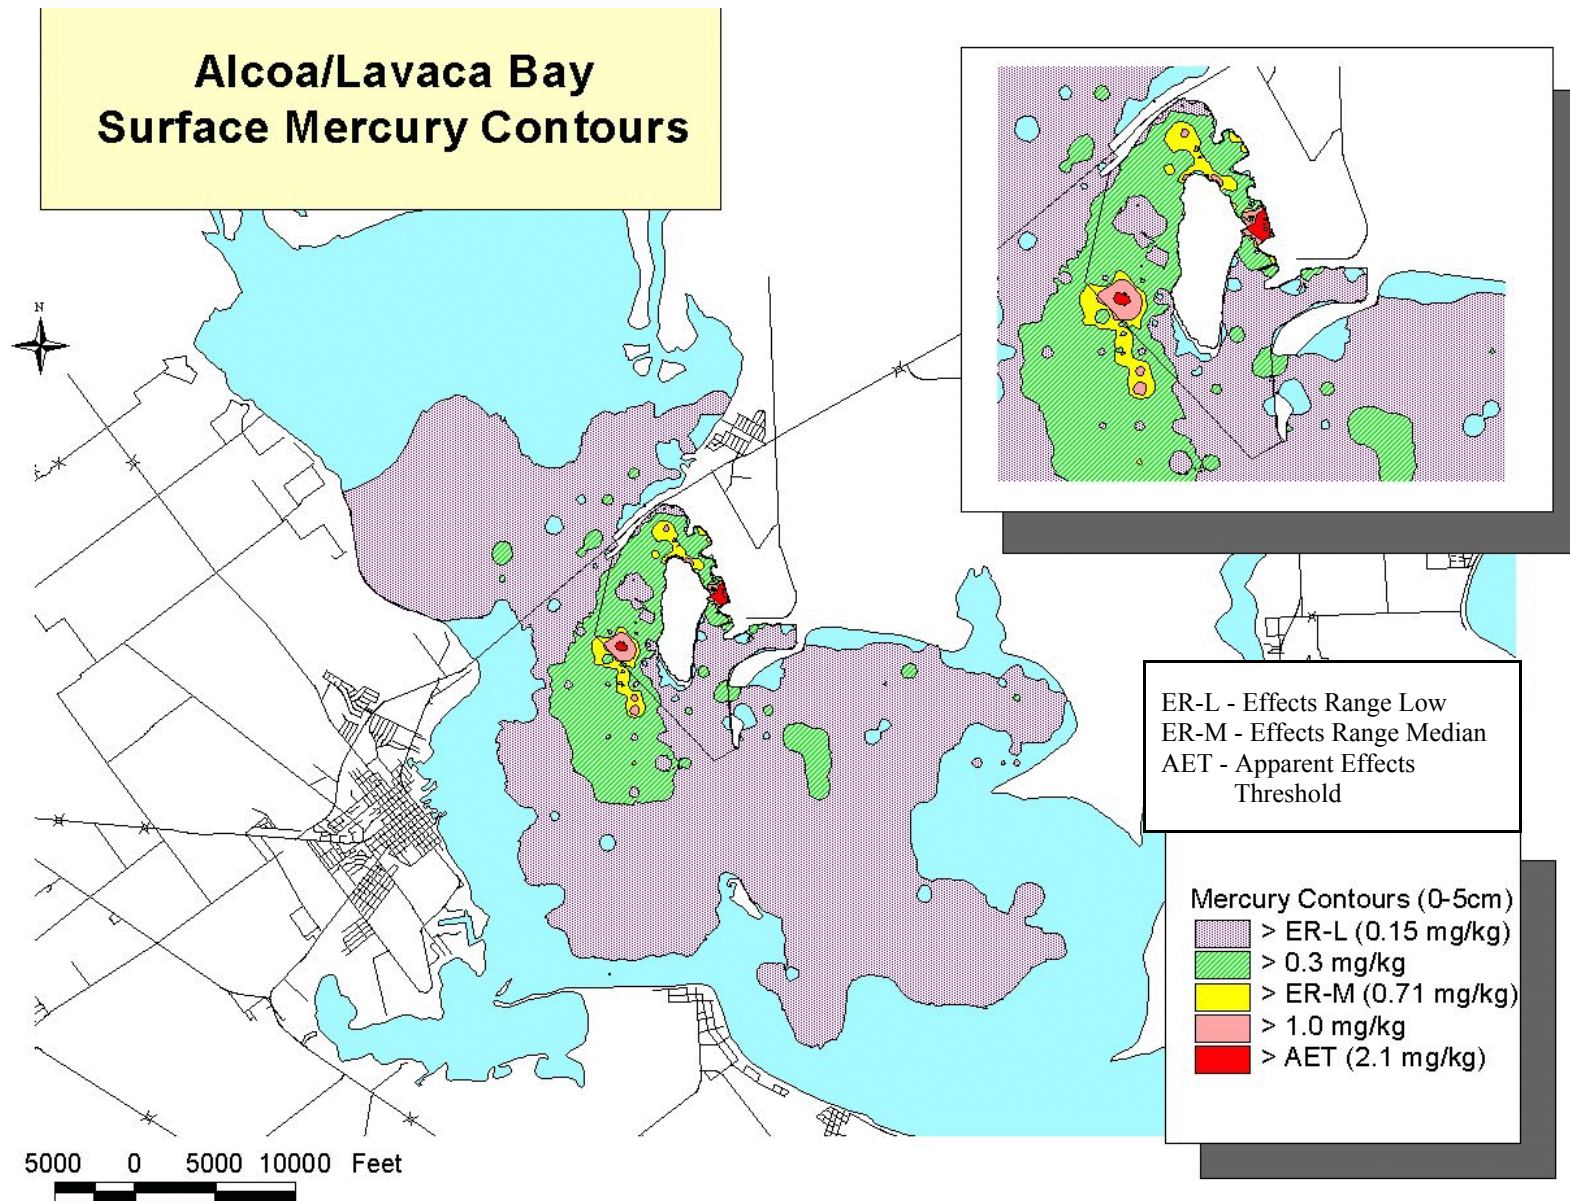 Alcoa/Lavaca Bay
Surface Mercury Contours
N
ER-L - Effects Range Low
ER-M - Effects Range Median
AET - Apparent Effects
Threshold
Mercury Contours (0-5cm)
> ER-L (0.15 mg/kg)
> 0.3 mg/kg
> ER-M (0.71 mg/kg)
> 1.0 mg/kg
> AET (2.1 mg/kg)
5000 0 5000 10000 Feet